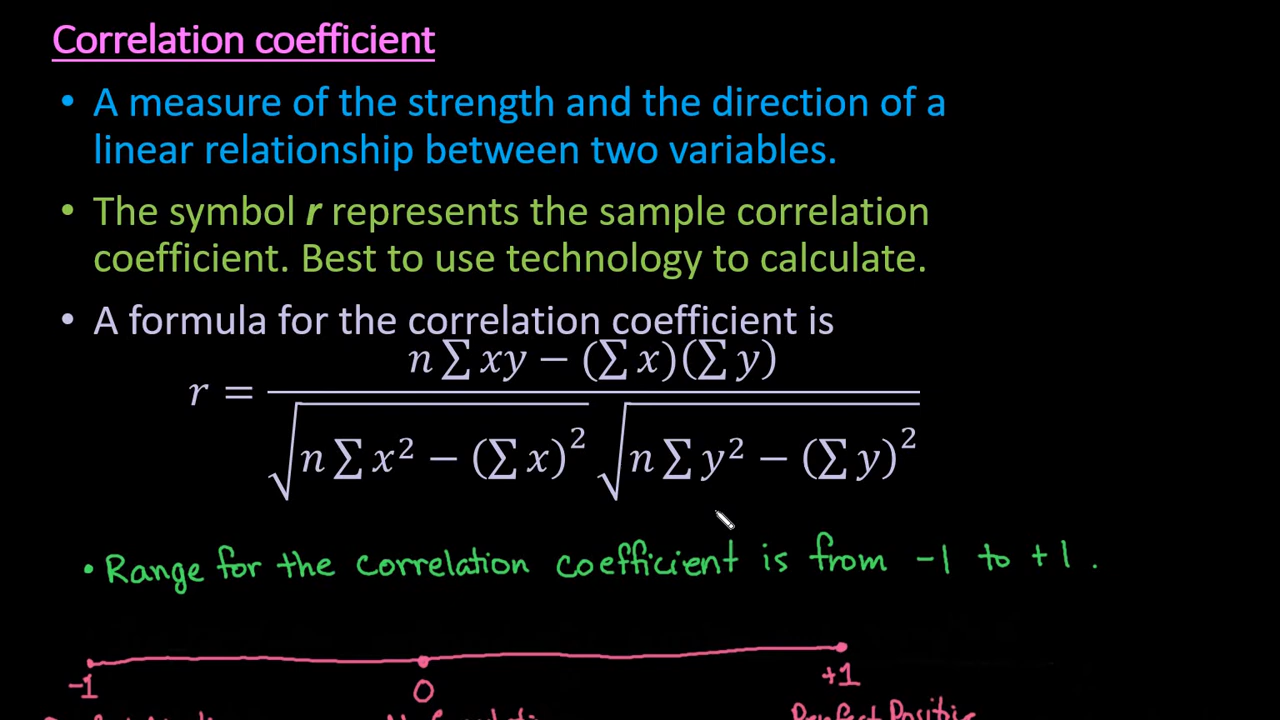 Correlation coefficient
• A measure of the strength and the direction of a
linear relationship between two variables.
• The symbol r represents the sample correlation
coefficient. Best to use technology to calculate.
• A formula for the correlation coefficient is
r = (n∑xy − (∑x)(∑y)) / (√(n∑x² − (∑x)²) √(n∑y² − (∑y)²))
• Range for the correlation coefficient is from -1 to +1.
-1 0 +1
Perfect Positiv